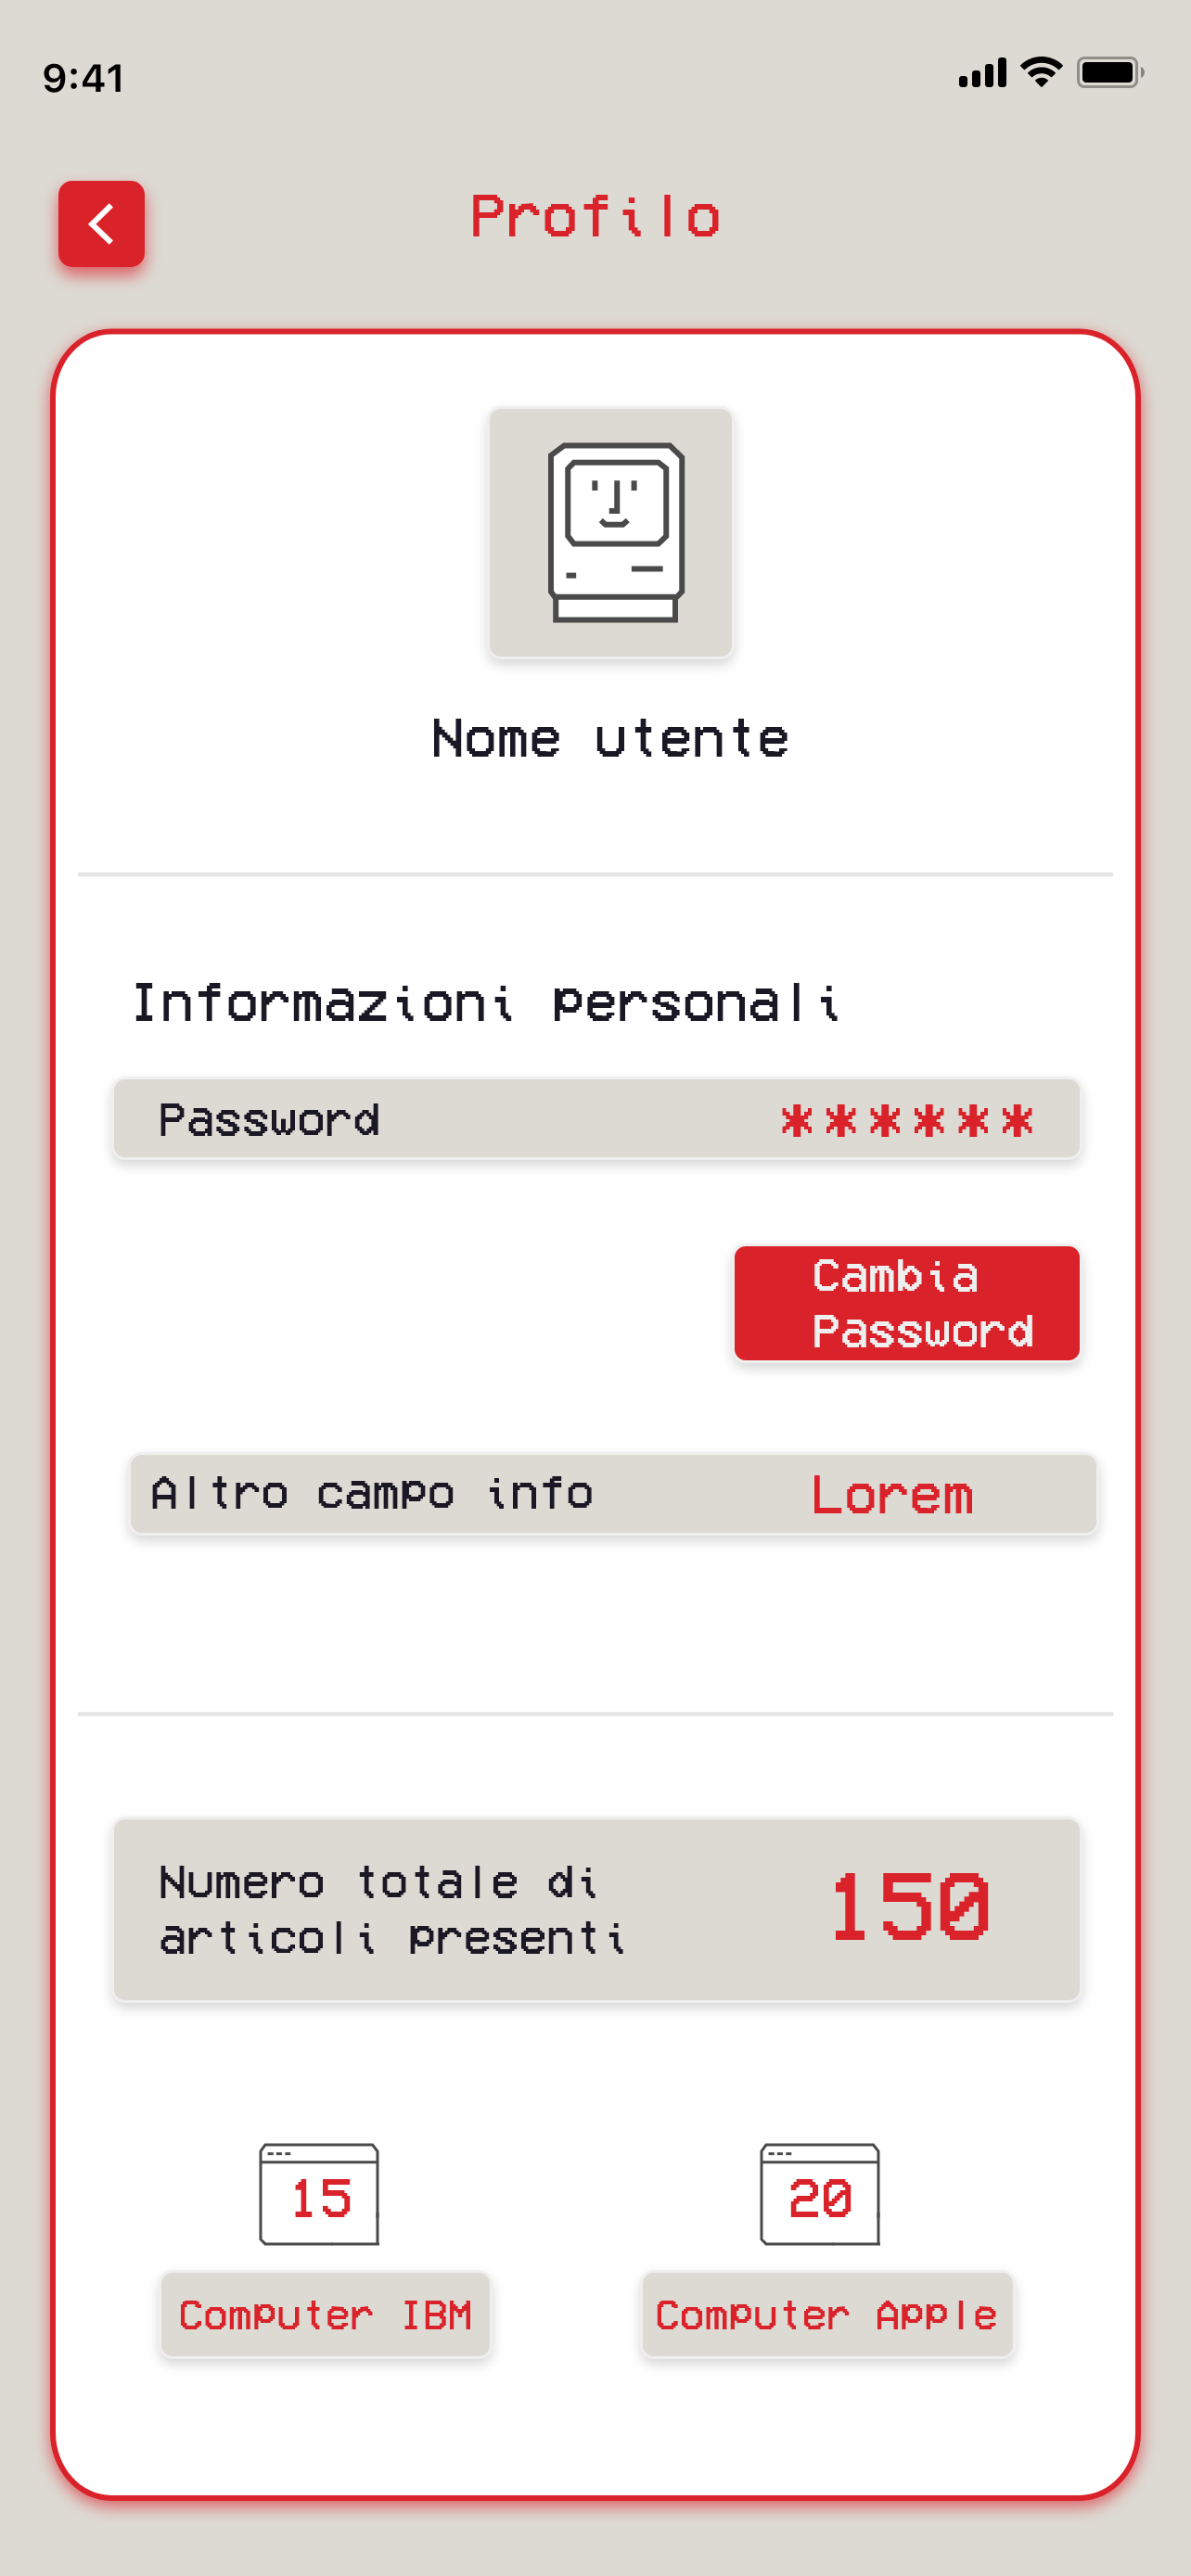 9:41
Profilo
Nome utente
Informazioni personali
Password ******
Cambia
Password
Altro campo info Lorem
Numero totale di
articoli presenti
150
15 20
Computer IBM Computer Apple